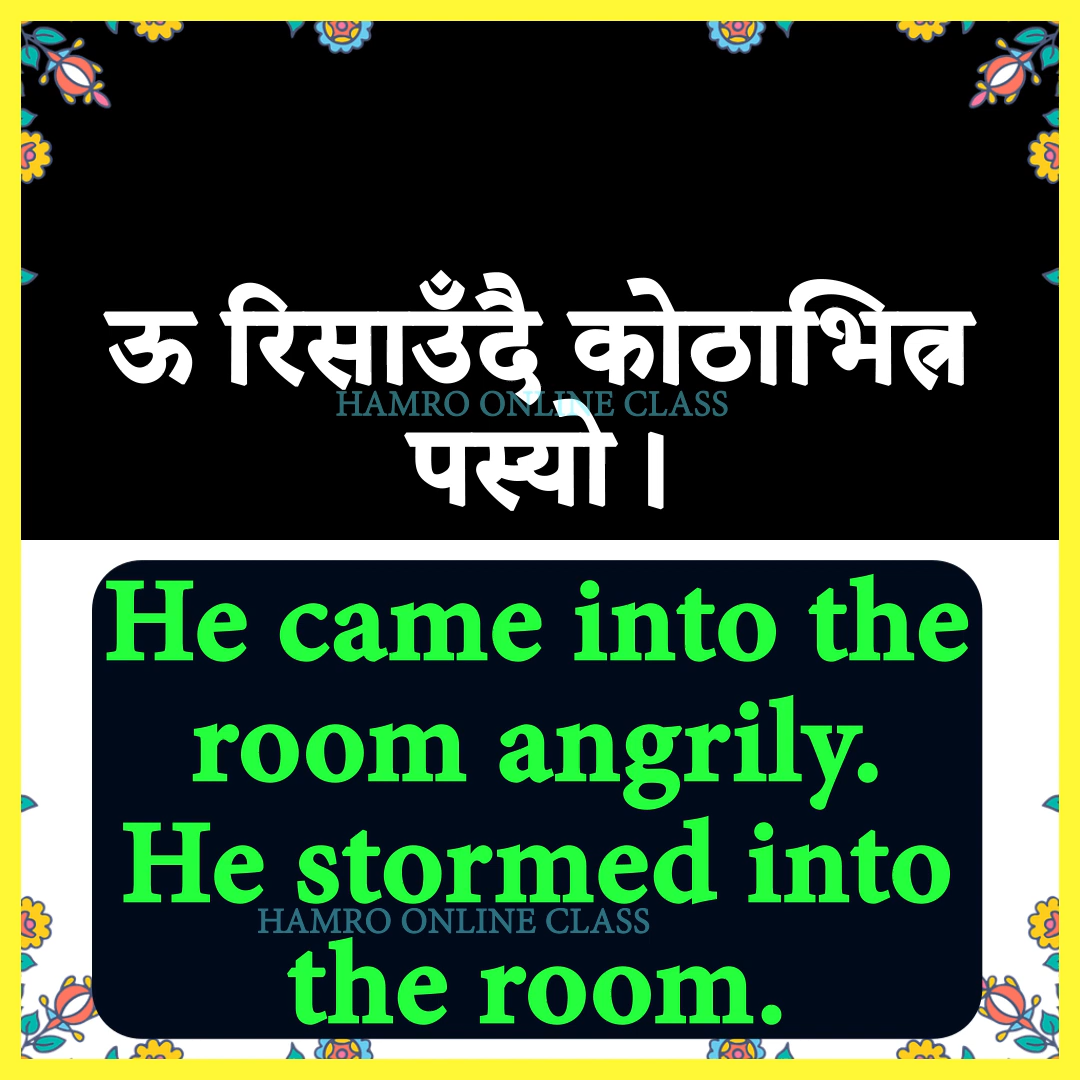 ऊ रिसाउँदै कोठाभित्र
HAMRO ONLINE CLASS
पस्यो ।
He came into the
room angrily.
He stormed into
HAMRO ONLINE CLASS
the room.